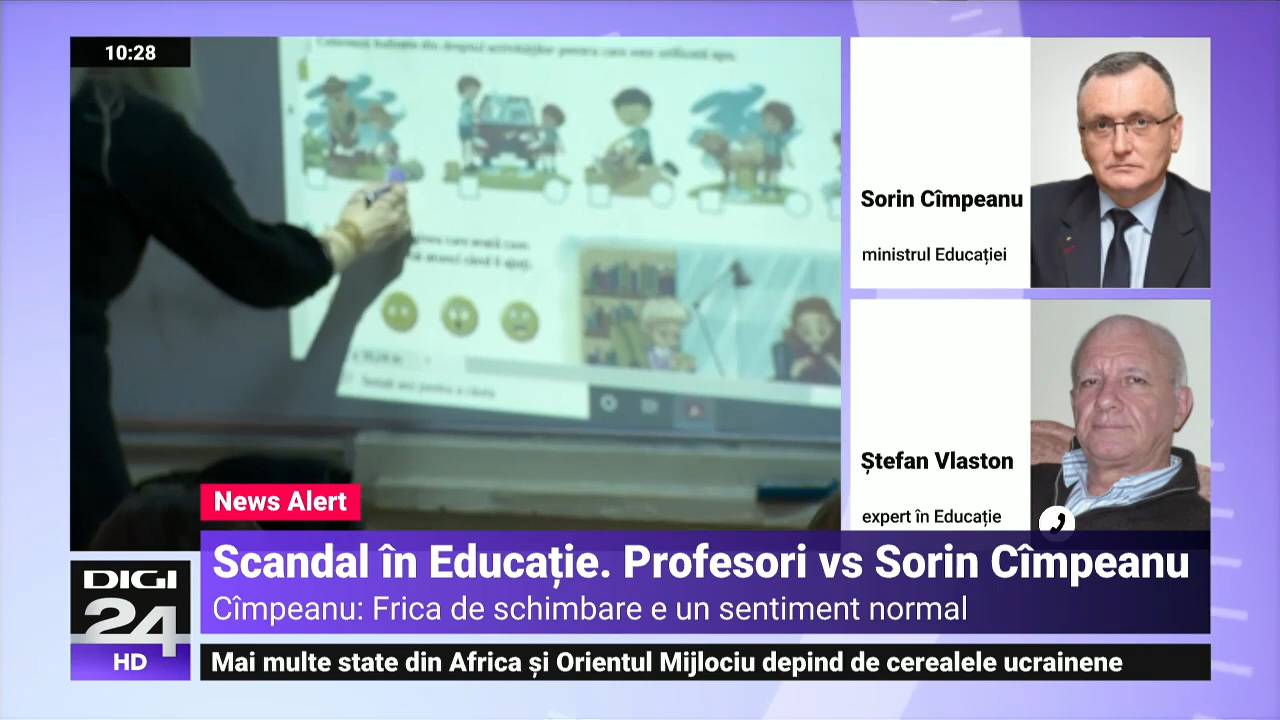 10:28
Sorin Cîmpeanu
ministrul Educației
Ștefan Vlaston
expert în Educație
News Alert
Scandal în Educație. Profesori vs Sorin Cîmpeanu
Cîmpeanu: Frica de schimbare e un sentiment normal
DIGI
24
HD
Mai multe state din Africa și Orientul Mijlociu depind de cerealele ucrainene